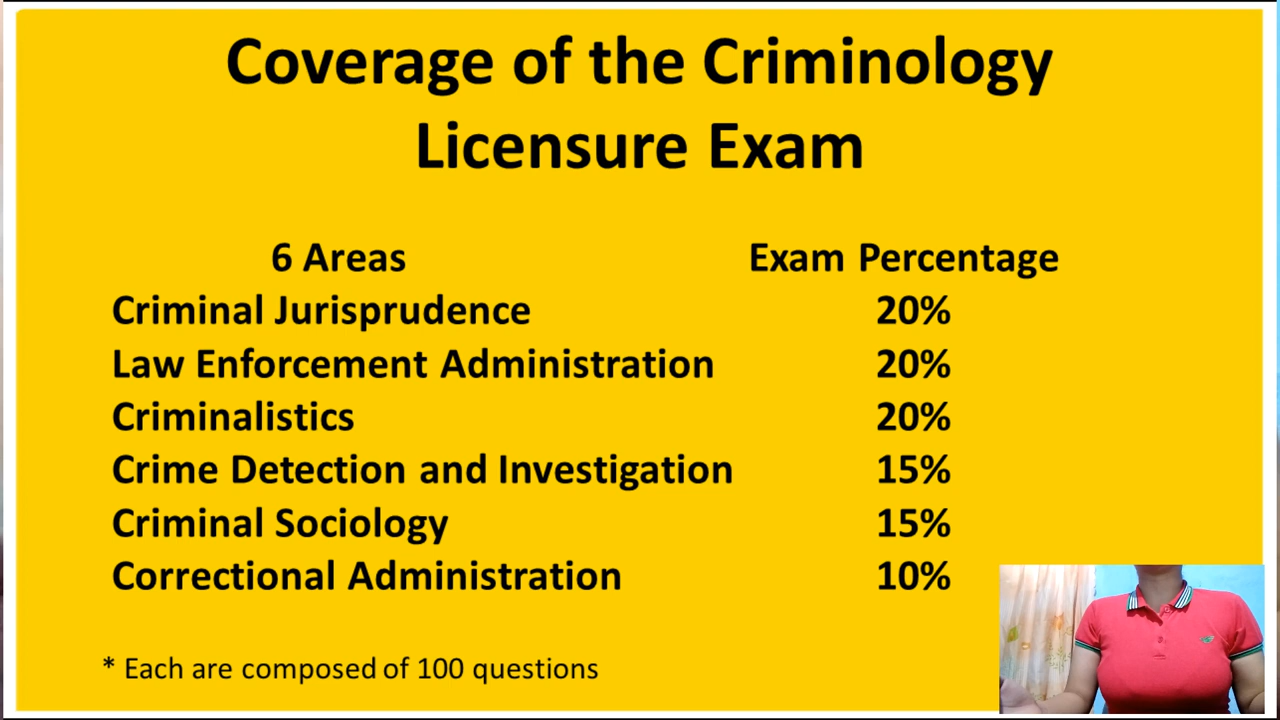 Coverage of the Criminology
Licensure Exam
6 Areas Exam Percentage
Criminal Jurisprudence 20%
Law Enforcement Administration 20%
Criminalistics 20%
Crime Detection and Investigation 15%
Criminal Sociology 15%
Correctional Administration 10%
* Each are composed of 100 questions